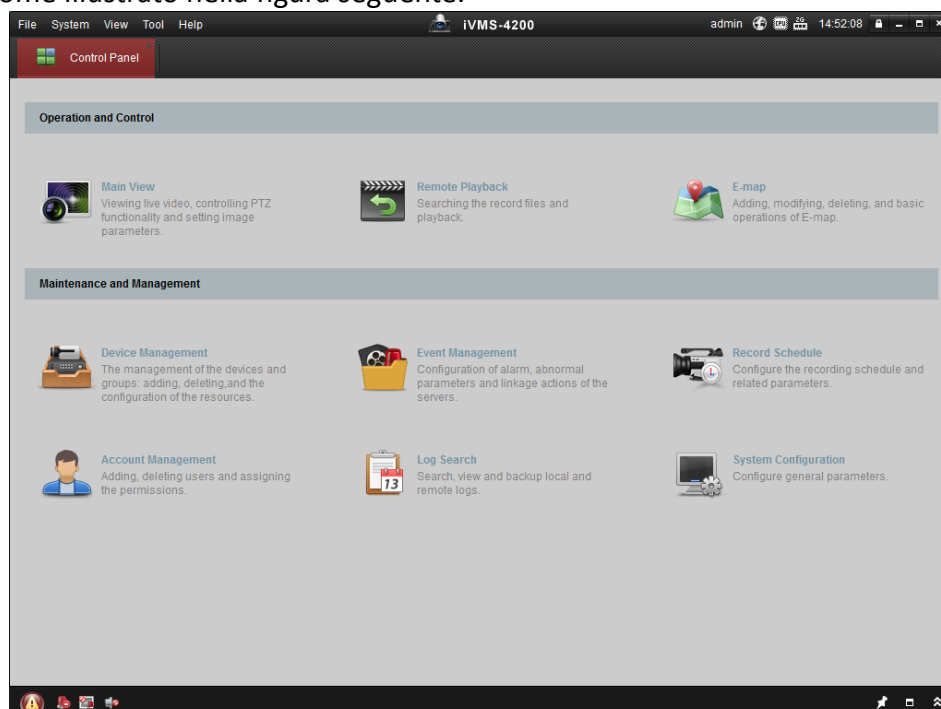 ome illustrato nella figura seguente.
File System View Tool Help iVMS-4200 admin 14:52:08
Control Panel
Operation and Control
Main View
Viewing live video, controlling PTZ
functionality and setting image
parameters.
Remote Playback
Searching the record files and
playback.
E-map
Adding, modifying, deleting, and basic
operations of E-map.
Maintenance and Management
Device Management
The management of the devices and
groups: adding, deleting,and the
configuration of the resources.
Event Management
Configuration of alarm, abnormal
parameters and linkage actions of the
servers.
Record Schedule
Configure the recording schedule and
related parameters.
Account Management
Adding, deleting users and assigning
the permissions.
Log Search
Search, view and backup local and
remote logs.
13
System Configuration
Configure general parameters.